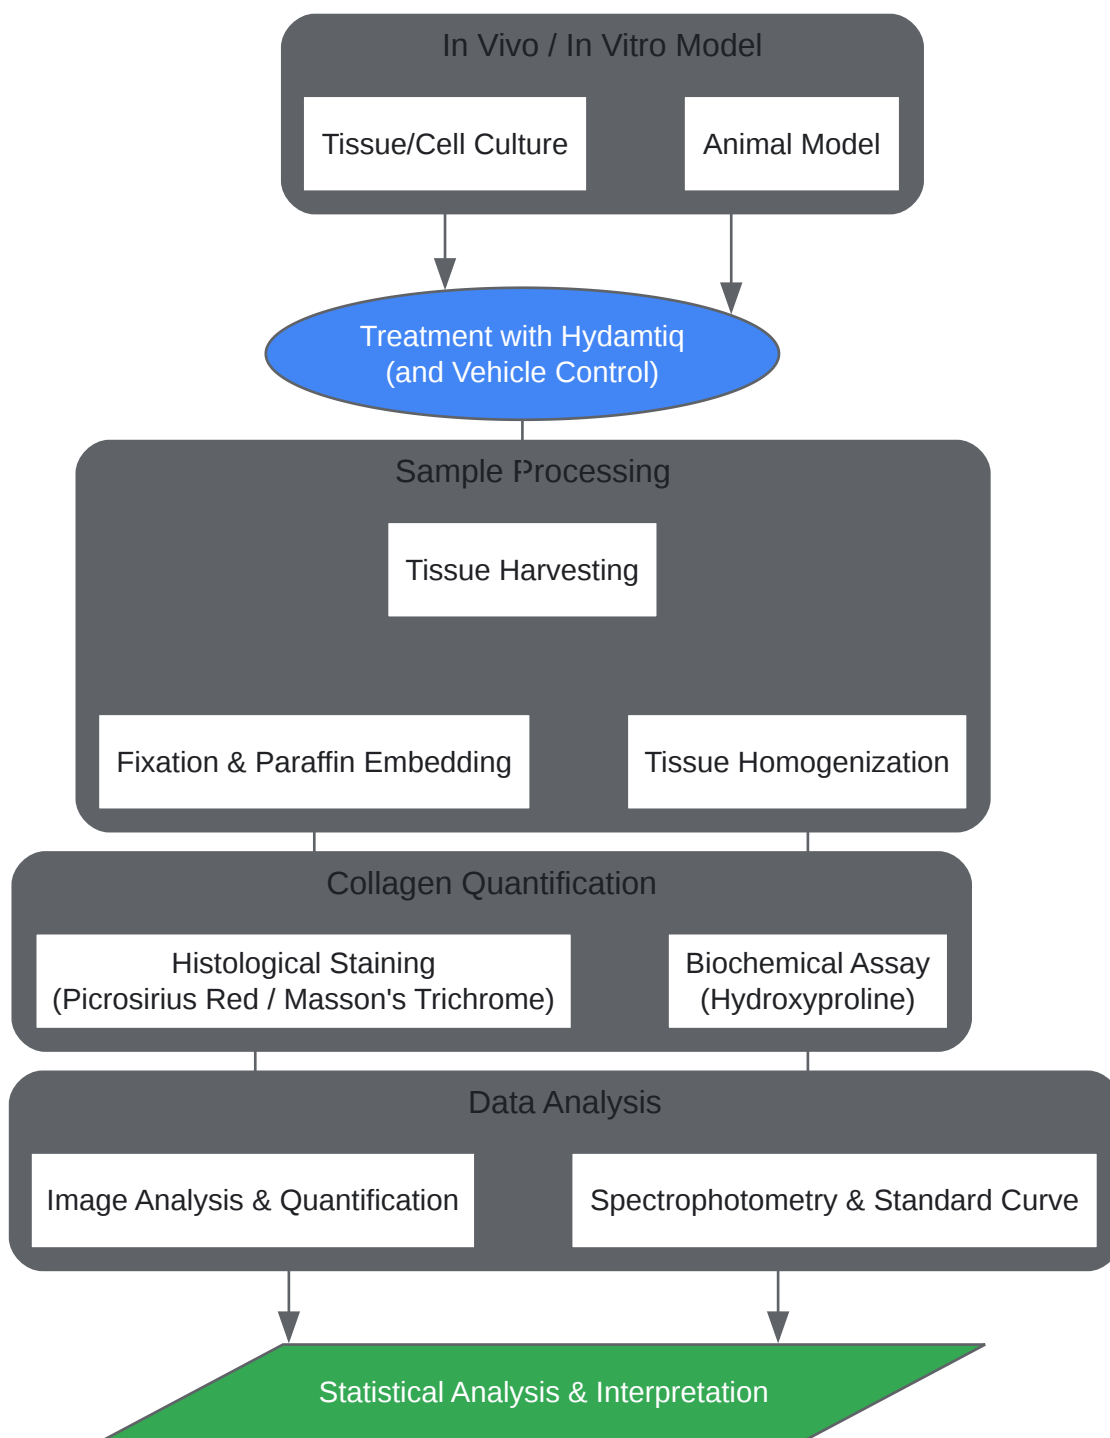 In Vivo / In Vitro Model
Tissue/Cell Culture
Animal Model
Treatment with Hydamtiq
(and Vehicle Control)
Sample Processing
Tissue Harvesting
Fixation & Paraffin Embedding
Tissue Homogenization
Collagen Quantification
Histological Staining
(Picrosirius Red / Masson's Trichrome)
Biochemical Assay
(Hydroxyproline)
Data Analysis
Image Analysis & Quantification
Spectrophotometry & Standard Curve
Statistical Analysis & Interpretation